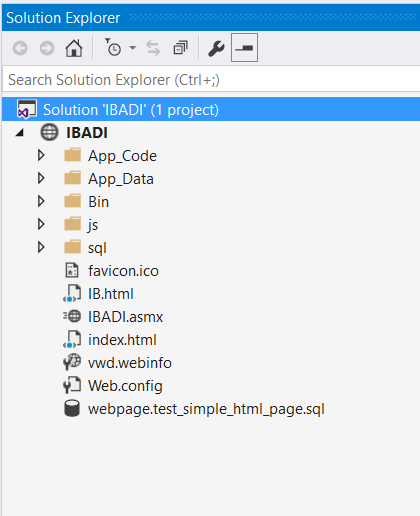 Solution Explorer
Search Solution Explorer (Ctrl+;)
Solution 'IBADI' (1 project)
IBADI
App_Code
App_Data
Bin
js
sql
favicon.ico
IB.html
IBADI.asmx
index.html
vwd.webinfo
Web.config
webpage.test_simple_html_page.sql